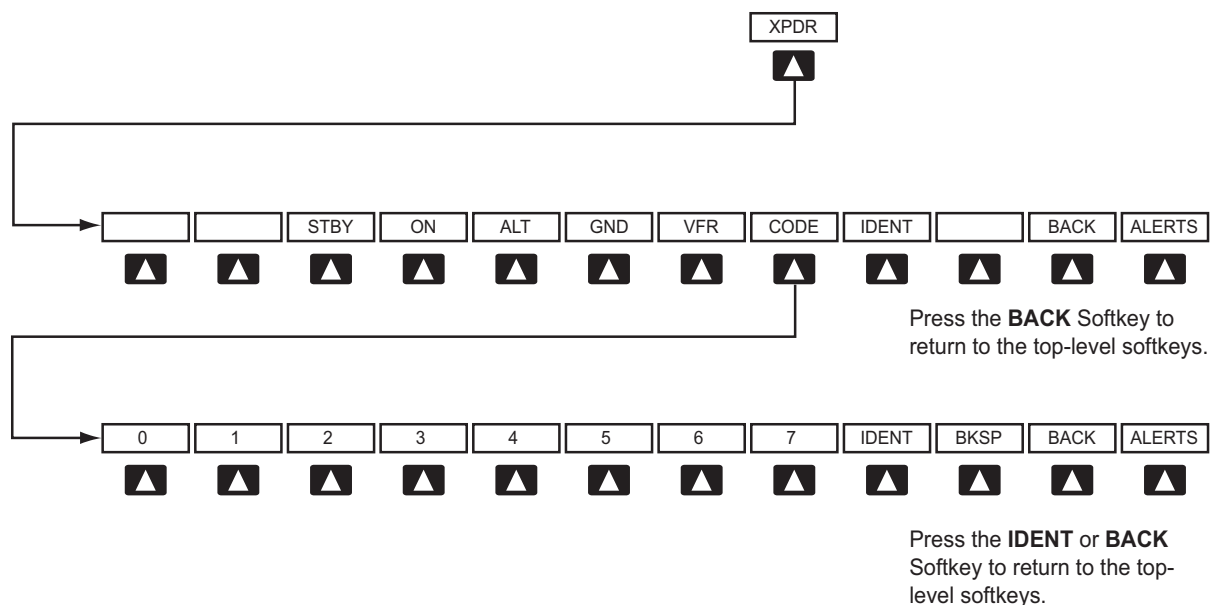 XPDR
STBY ON ALT GND VFR CODE IDENT BACK ALERTS
Press the BACK Softkey to
return to the top-level softkeys.
0 1 2 3 4 5 6 7 IDENT BKSP BACK ALERTS
Press the IDENT or BACK
Softkey to return to the top-
level softkeys.